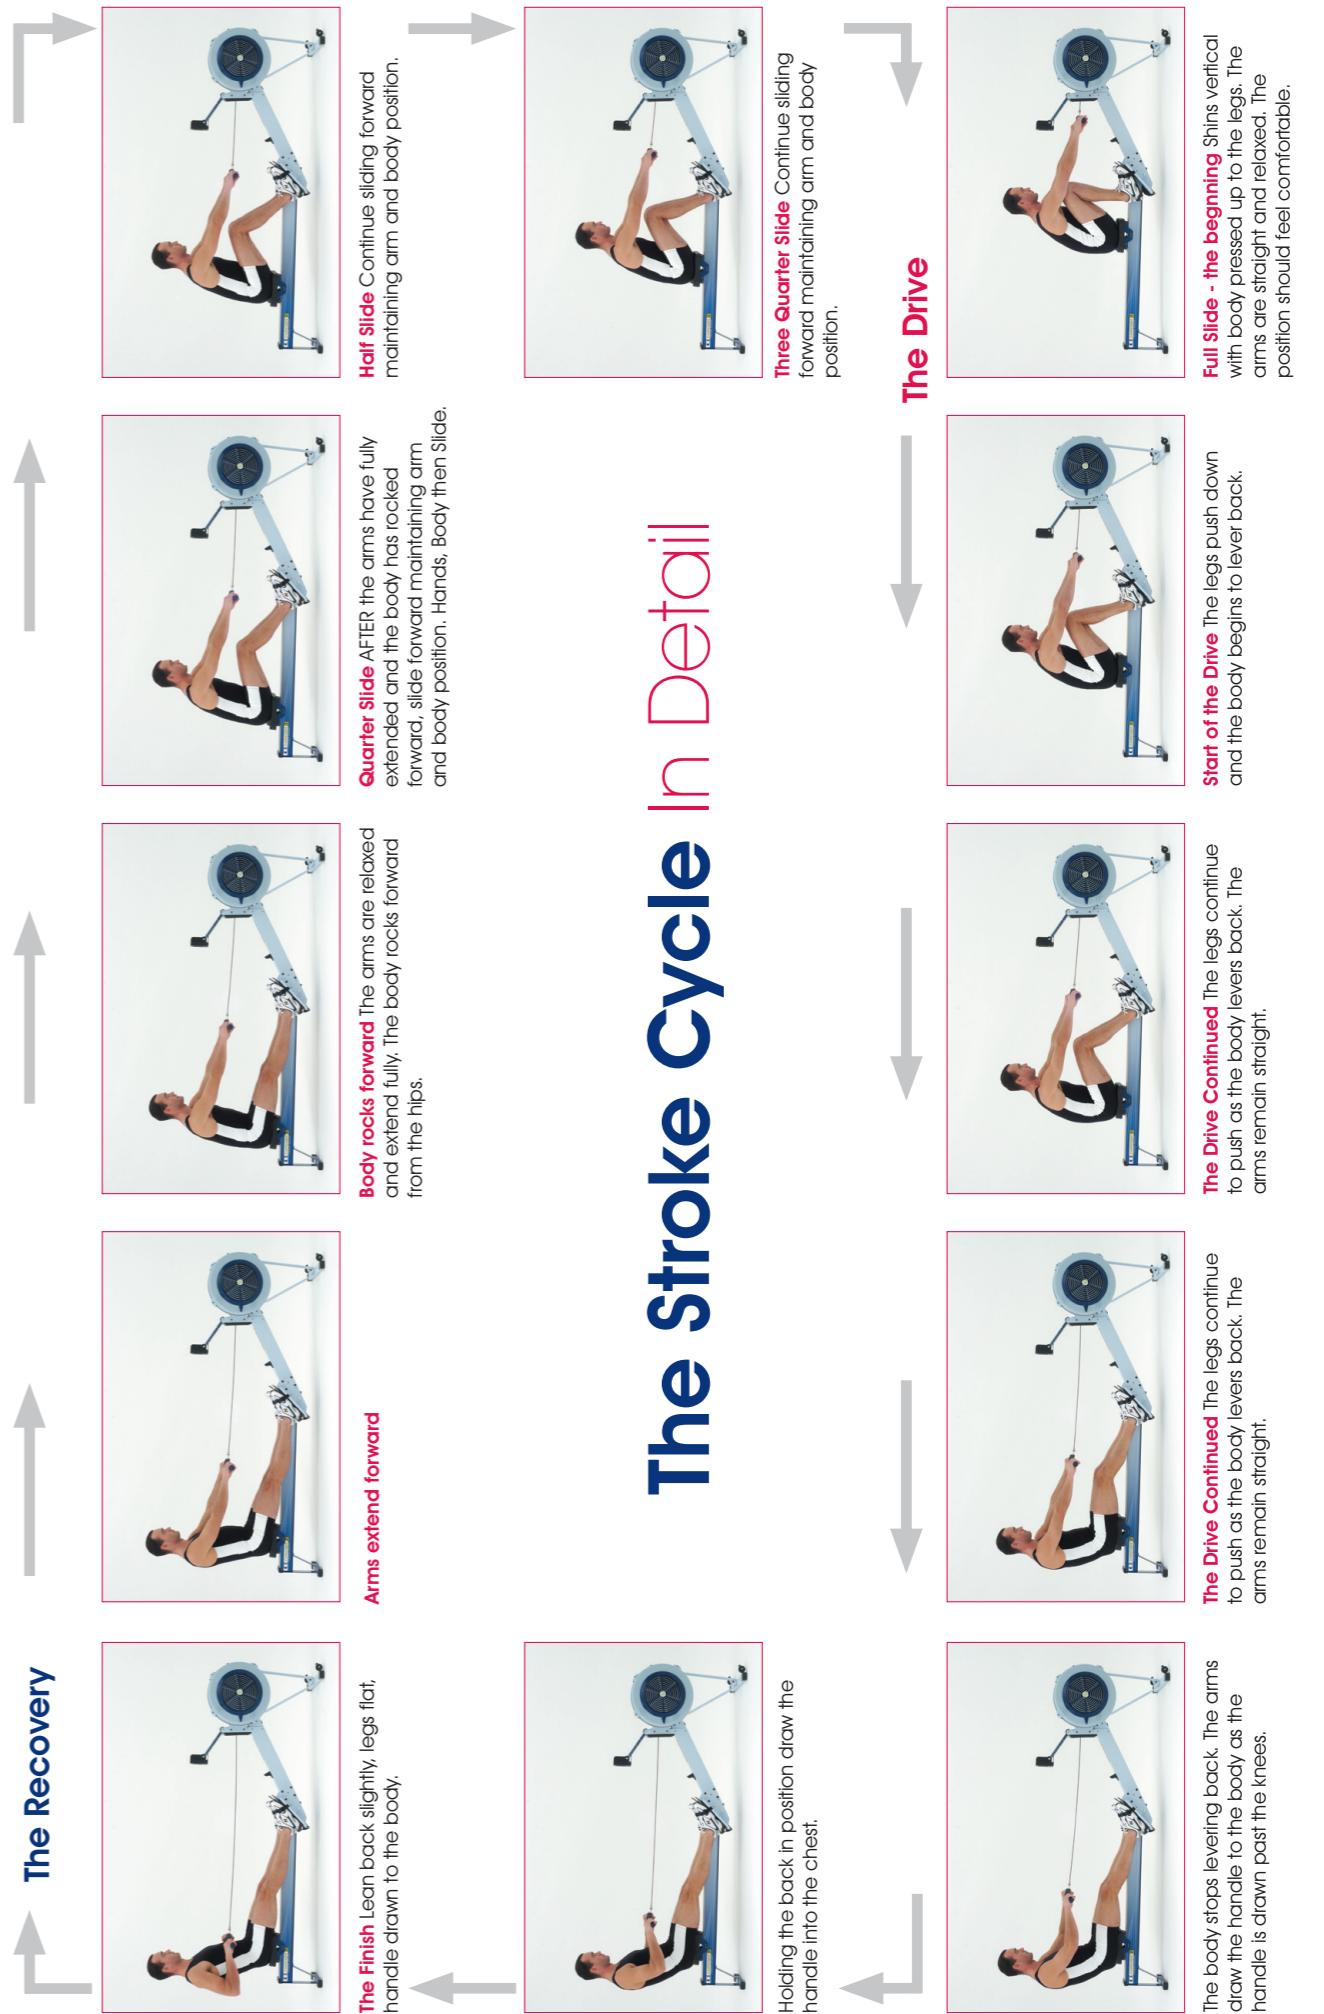 The Recovery
The Finish Lean back slightly, legs flat,
handle drawn to the body.
Arms extend forward
Body rocks forward The arms are relaxed
and extend fully. The body rocks forward
from the hips.
Quarter Slide AFTER the arms have fully
extended and the body has rocked
forward, slide forward maintaining arm
and body position. Hands, Body then Slide.
Half Slide Continue sliding forward
maintaining arm and body position.
Three Quarter Slide Continue sliding
forward maintaining arm and body
position.
The Stroke Cycle In Detail
The Drive
Full Slide - the begnning Shins vertical
with body pressed up to the legs. The
arms are straight and relaxed. The
position should feel comfortable.
Start of the Drive The legs push down
and the body begins to lever back.
The Drive Continued The legs continue
to push as the body levers back. The
arms remain straight.
The Drive Continued The legs continue
to push as the body levers back. The
arms remain straight.
The body stops levering back. The arms
draw the handle to the body as the
handle is drawn past the knees.
Holding the back in position draw the
handle into the chest.